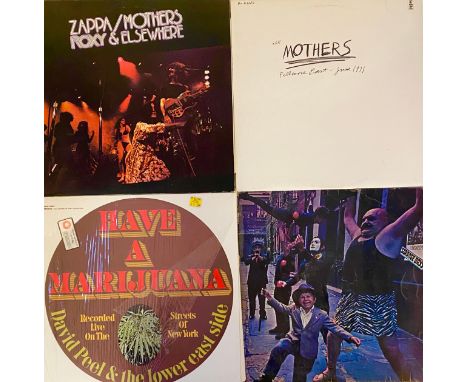 ZAPPA/MOTHERS
ROXY & ELSEWHERE
MOTHERS
Fillmore East - June 1971
HAVE
A
MARIJUANA
Recorded Live On The
Streets Of New York
David Peel & the lower east side